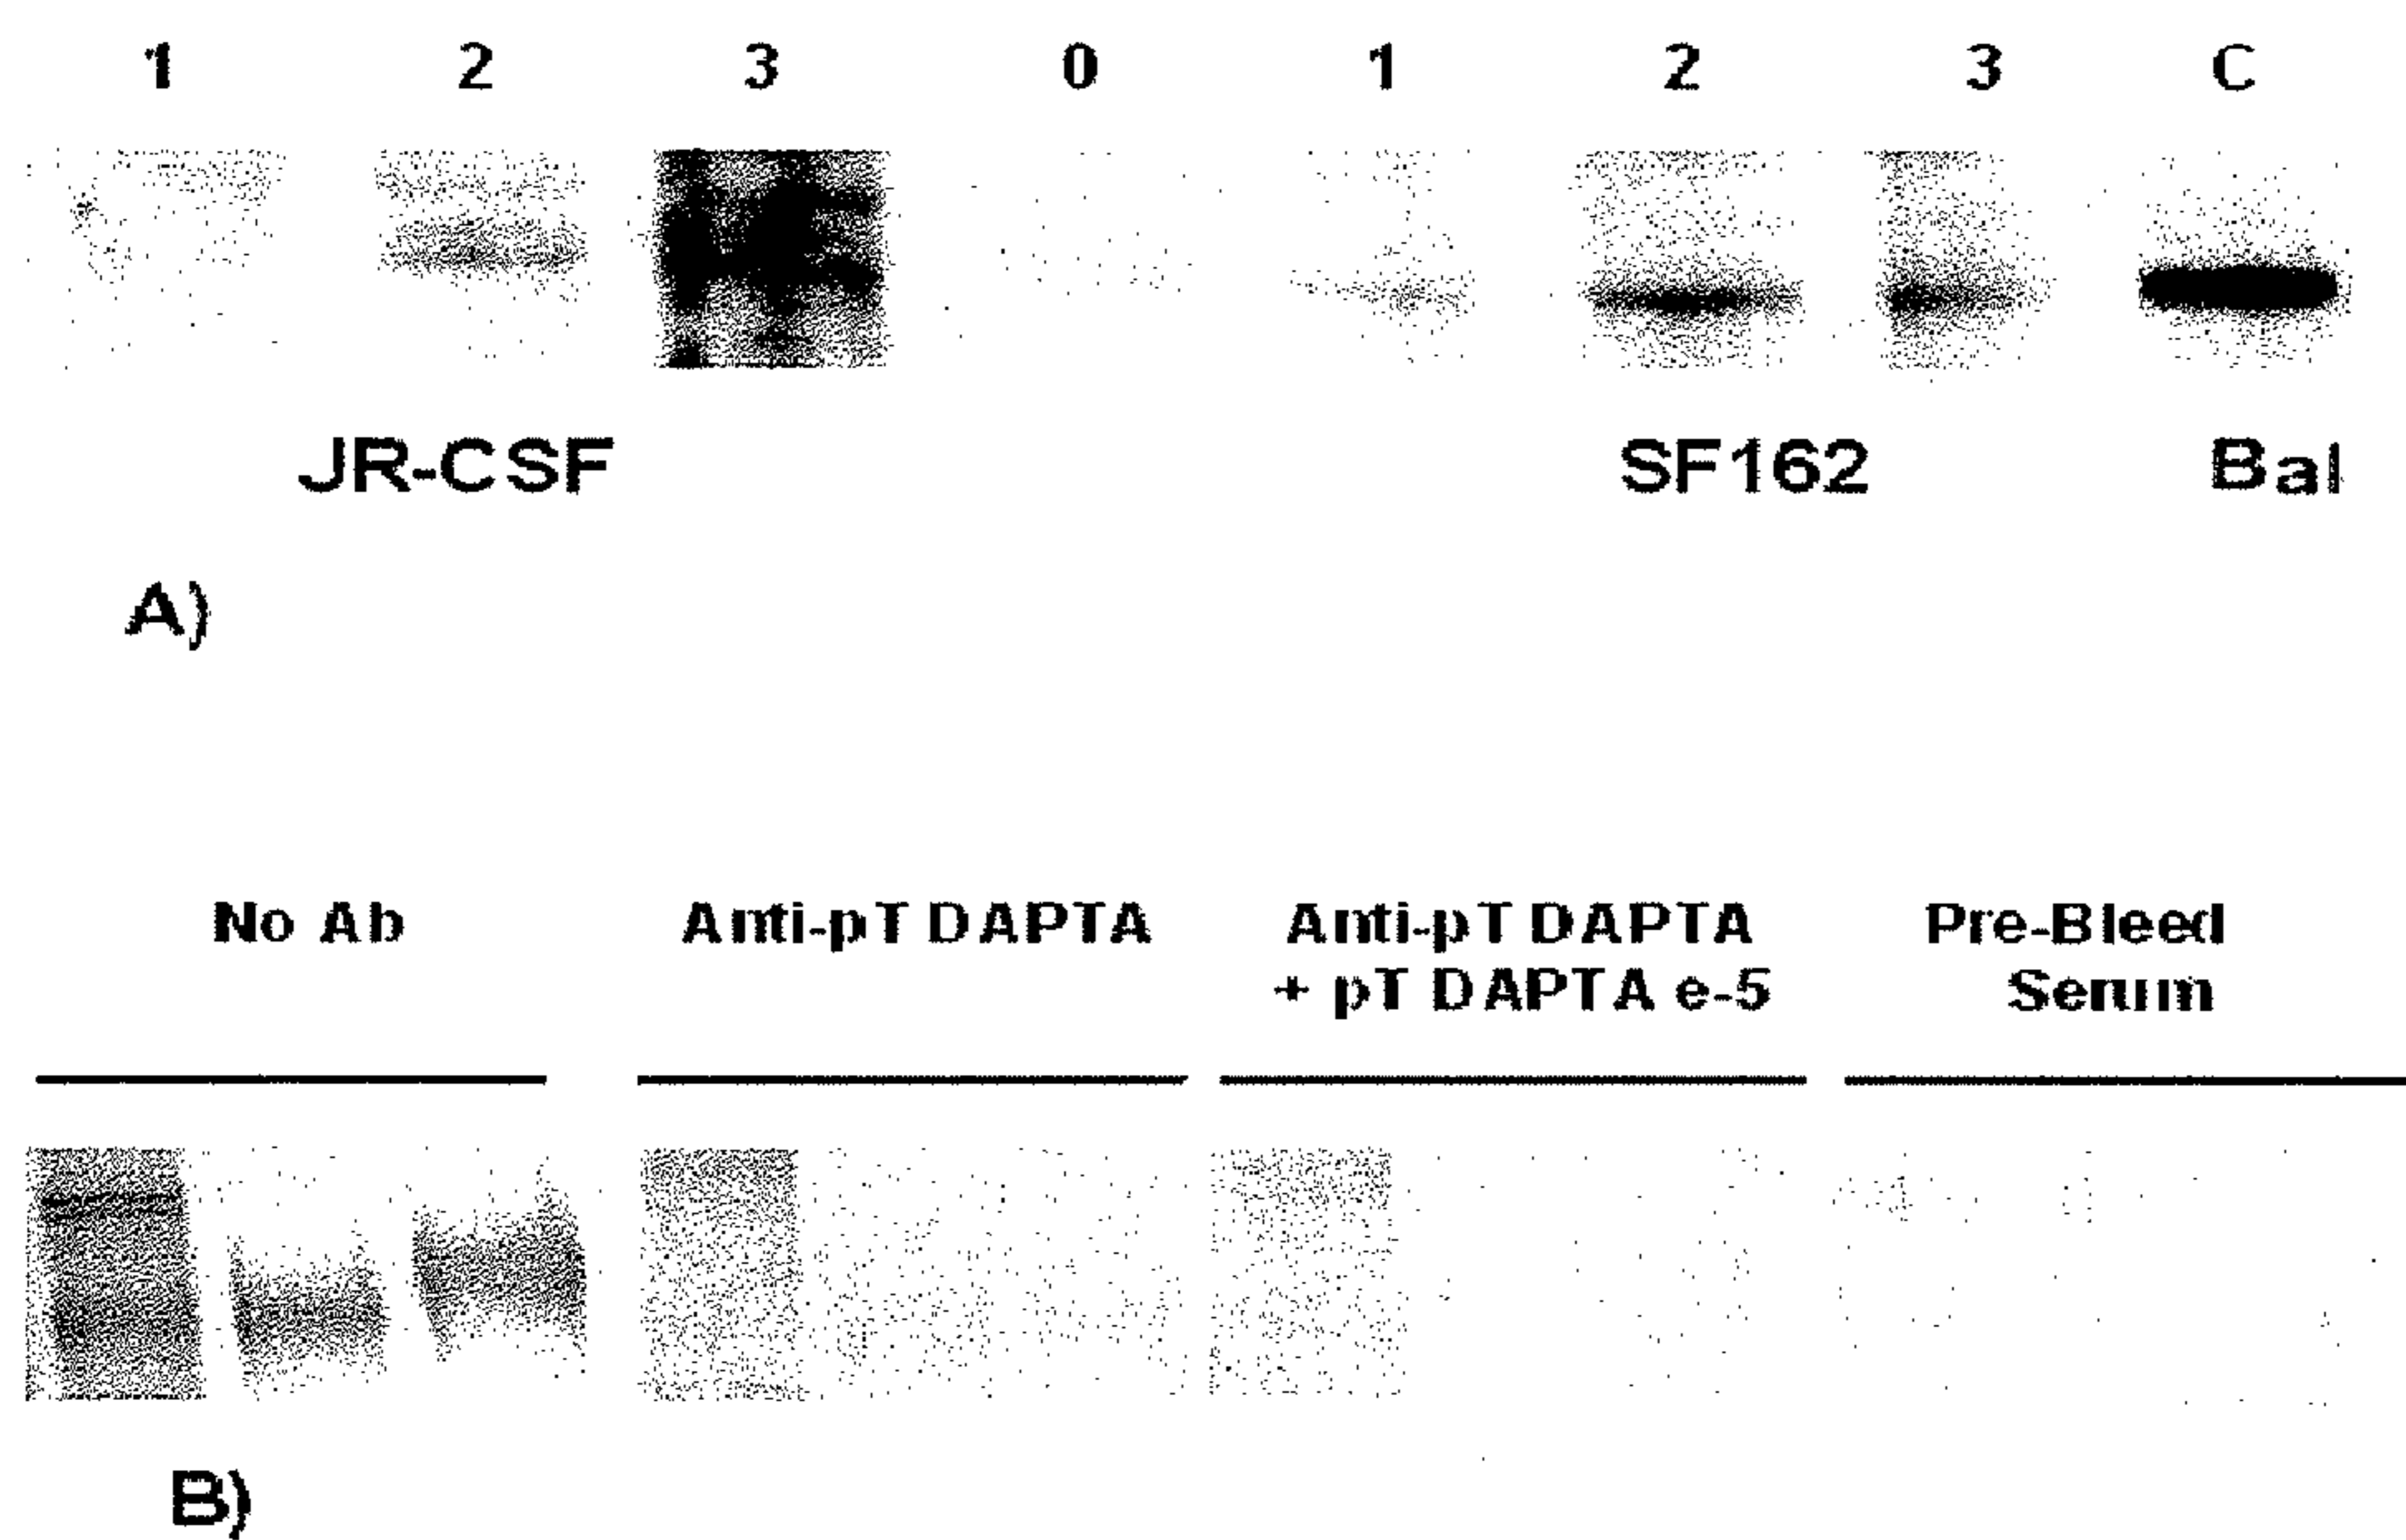 1 2 3 0 1 2 3 C
JR-CSF SF162 Bal
A)
No Ab Anti-pT DAPTA Anti-pT DAPTA Pre-Bleed
+ pT DAPTA e-5 Serum
B)